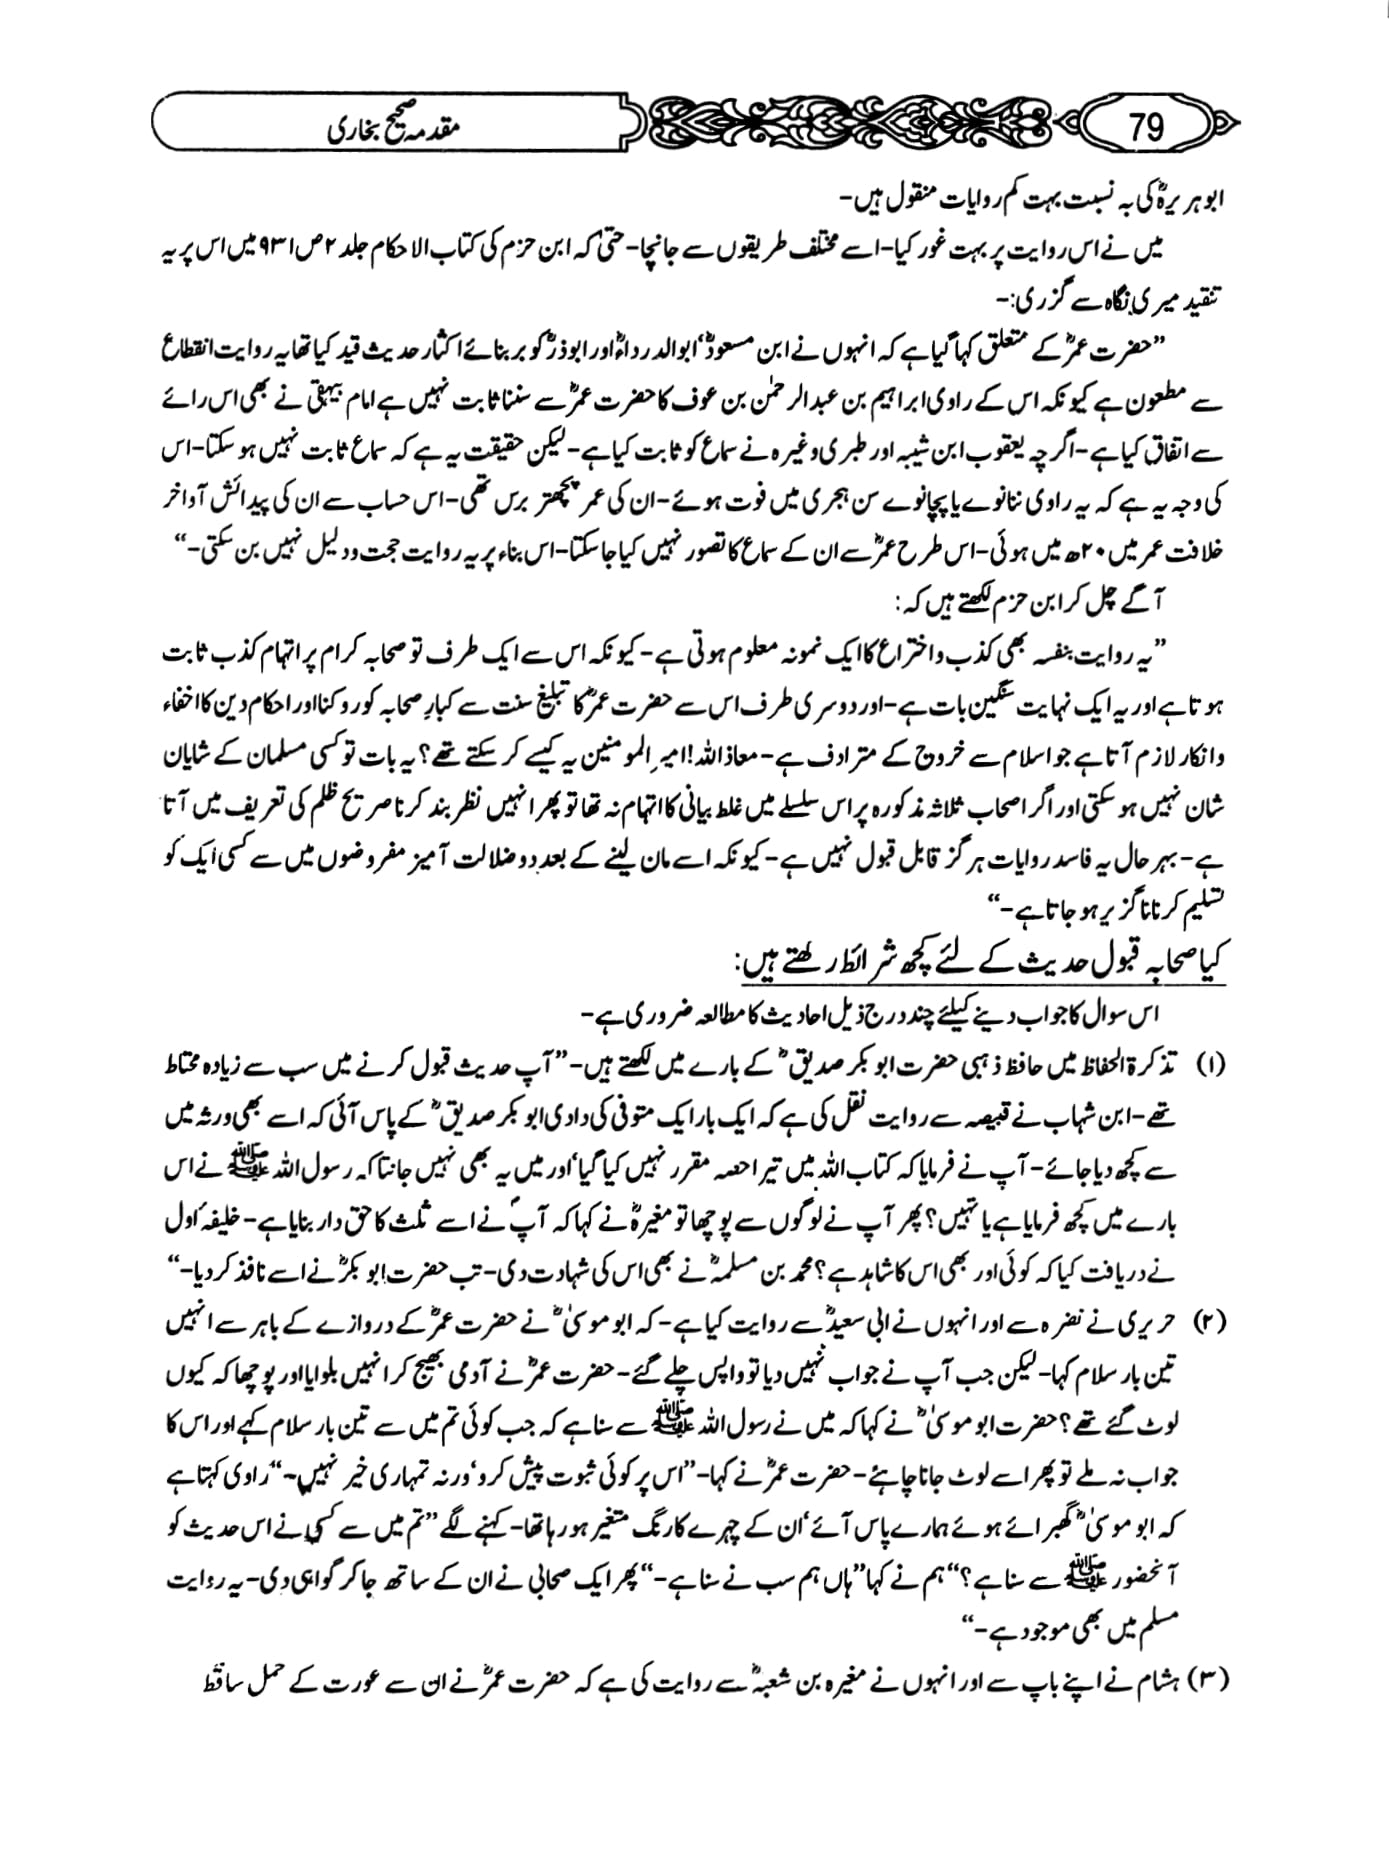 79
مقدمہ صحیح بخاری
ابو ہریرہؓ کی بہ نسبت بہت کم روایات منقول ہیں-
میں نے اس روایت پر بہت غور کیا-اسے مختلف طریقوں سے جانچا-حتیٰ کہ ابن حزم کی کتاب الاحکام جلد ۲ ص ۹۳۱ میں اس پر یہ
تنقید میری نگاہ سے گزری:-
”حضرت عمرؓ کے متعلق کہا گیا ہے کہ انہوں نے ابن مسعودؓ‘ ابوالدرداءؓ اور ابوذرؓ کو بربنائے اکثار حدیث قید کیا تھا یہ روایت انقطاع
سے مطعون ہے کیونکہ اس کے راوی ابراہیم بن عبدالرحمٰن بن عوف کا حضرت عمرؓ سے سننا ثابت نہیں ہے امام بیہقی نے بھی اس رائے
سے اتفاق کیا ہے-اگرچہ یعقوب ابن شیبہ اور طبری وغیرہ نے سماع کو ثابت کیا ہے-لیکن حقیقت یہ ہے کہ سماع ثابت نہیں ہو سکتا-اس
کی وجہ یہ ہے کہ یہ راوی ننانوے یا پچانوے سن ہجری میں فوت ہوئے-ان کی عمر پچھتر برس تھی-اس حساب سے ان کی پیدائش آواخر
خلافت عمر میں ۲۰ھ میں ہوئی-اس طرح عمرؓ سے ان کے سماع کا تصور نہیں کیا جا سکتا-اس بناء پر یہ روایت حجت ودلیل نہیں بن سکتی-“
آگے چل کر ابن حزم لکھتے ہیں کہ:
”یہ روایت بنفسہ بھی کذب واختراع کا ایک نمونہ معلوم ہوتی ہے-کیونکہ اس سے ایک طرف تو صحابہ کرام پر اتہام کذب ثابت
ہوتا ہے اور یہ ایک نہایت سنگین بات ہے-اور دوسری طرف اس سے حضرت عمرؓ کا تبلیغ سنت سے کبارِ صحابہ کو روکنا اور احکام دین کا اخفاء
وانکار لازم آتا ہے جو اسلام سے خروج کے مترادف ہے-معاذ اللہ! امیر المومنین یہ کیسے کر سکتے تھے؟ یہ بات تو کسی مسلمان کے شایان
شان نہیں ہو سکتی اور اگر اصحاب ثلاثہ مذکورہ پر اس سلسلے میں غلط بیانی کا اتہام نہ تھا تو پھر انہیں نظر بند کرنا صریح ظلم کی تعریف میں آتا
ہے-بہر حال یہ فاسد روایات ہرگز قابل قبول نہیں ہے-کیونکہ اسے مان لینے کے بعد دو ضلالت آمیز مفروضوں میں سے کسی ایک کو
تسلیم کرنا ناگزیر ہو جاتا ہے-“
کیا صحابہ قبول حدیث کے لئے کچھ شرائط رکھتے ہیں:
اس سوال کا جواب دینے کیلئے چند درج ذیل احادیث کا مطالعہ ضروری ہے-
(۱) تذکرۃ الحفاظ میں حافظ ذہبی حضرت ابوبکر صدیقؓ کے بارے میں لکھتے ہیں-”آپ حدیث قبول کرنے میں سب سے زیادہ محتاط
تھے-ابن شہاب نے قبیصہ سے روایت نقل کی ہے کہ ایک بار ایک متوفی کی دادی ابوبکر صدیقؓ کے پاس آئی کہ اسے بھی ورثہ میں
سے کچھ دیا جائے-آپ نے فرمایا کہ کتاب اللہ میں تیرا حصہ مقرر نہیں کیا گیا‘ اور میں یہ بھی نہیں جانتا کہ رسول اللہ ﷺ نے اس
بارے میں کچھ فرمایا ہے یا نہیں؟ پھر آپ نے لوگوں سے پوچھا تو مغیرہؓ نے کہا کہ آپؐ نے اسے ثلث کا حق دار بنایا ہے-خلیفۂ اول
نے دریافت کیا کہ کوئی اور بھی اس کا شاہد ہے؟ محمد بن مسلمہؓ نے بھی اس کی شہادت دی-تب حضرت ابوبکرؓ نے اسے نافذ کر دیا-“
(۲) حریری نے نضرہ سے اور انہوں نے ابی سعیدؓ سے روایت کیا ہے-کہ ابو موسیٰؓ نے حضرت عمرؓ کے دروازے کے باہر سے انہیں
تین بار سلام کہا-لیکن جب آپ نے جواب نہیں دیا تو واپس چلے گئے-حضرت عمرؓ نے آدمی بھیج کر انہیں بلوایا اور پوچھا کہ کیوں
لوٹ گئے تھے؟ حضرت ابو موسیٰؓ نے کہا کہ میں نے رسول اللہ ﷺ سے سنا ہے کہ جب کوئی تم میں سے تین بار سلام کہے اور اس کا
جواب نہ ملے تو پھر اسے لوٹ جانا چاہئے-حضرت عمرؓ نے کہا-”اس پر کوئی ثبوت پیش کرو‘ ورنہ تمہاری خیر نہیں-“ راوی کہتا ہے
کہ ابو موسیٰؓ گھبرائے ہوئے ہمارے پاس آئے‘ ان کے چہرے کا رنگ متغیر ہو رہا تھا-کہنے لگے ”تم میں سے کسی نے اس حدیث کو
آنحضور ﷺ سے سنا ہے؟“ ہم نے کہا ”ہاں ہم سب نے سنا ہے-“ پھر ایک صحابی نے ان کے ساتھ جا کر گواہی دی-یہ روایت
مسلم میں بھی موجود ہے-“
(۳) ہشام نے اپنے باپ سے اور انہوں نے مغیرہ بن شعبہؓ سے روایت کی ہے کہ حضرت عمرؓ نے ان سے عورت کے حمل ساقط